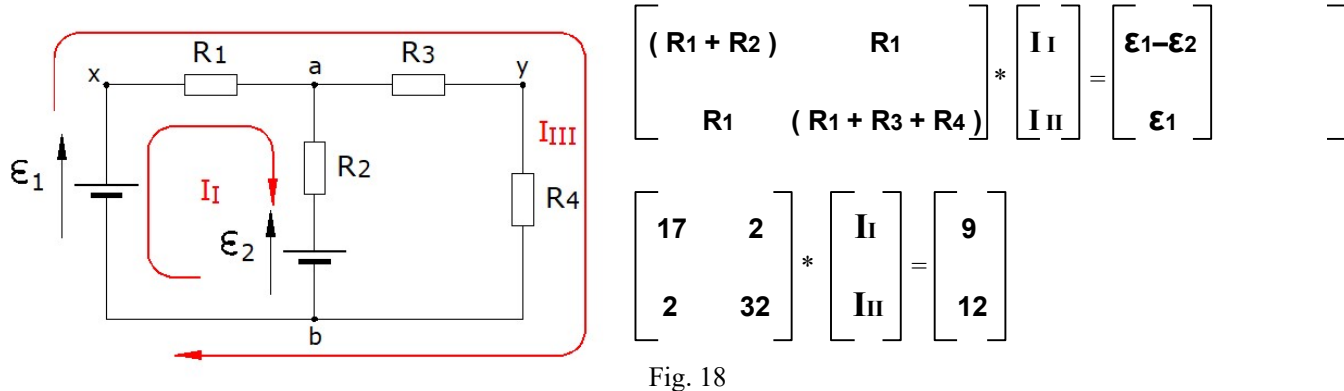 R1 a R3
x y
IIII
ε1 II R2 R4
ε2
b
( R1 + R2 ) R1 I I ε1–ε2
* =
R1 ( R1 + R3 + R4 ) I II ε1
17 2 II 9
* =
2 32 III 12
Fig. 18